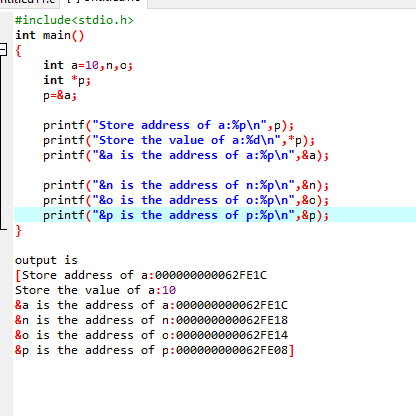 #include<stdio.h>
int main()
{
    int a=10,n,o;
    int *p;
    p=&a;
    printf("Store address of a:%p\n",p);
    printf("Store the value of a:%d\n",*p);
    printf("&a is the address of a:%p\n",&a);
    printf("&n is the address of n:%p\n",&n);
    printf("&o is the address of o:%p\n",&o);
    printf("&p is the address of p:%p\n",&p);
}
output is
[Store address of a:000000000062FE1C
Store the value of a:10
&a is the address of a:000000000062FE1C
&n is the address of n:000000000062FE18
&o is the address of o:000000000062FE14
&p is the address of p:000000000062FE08]